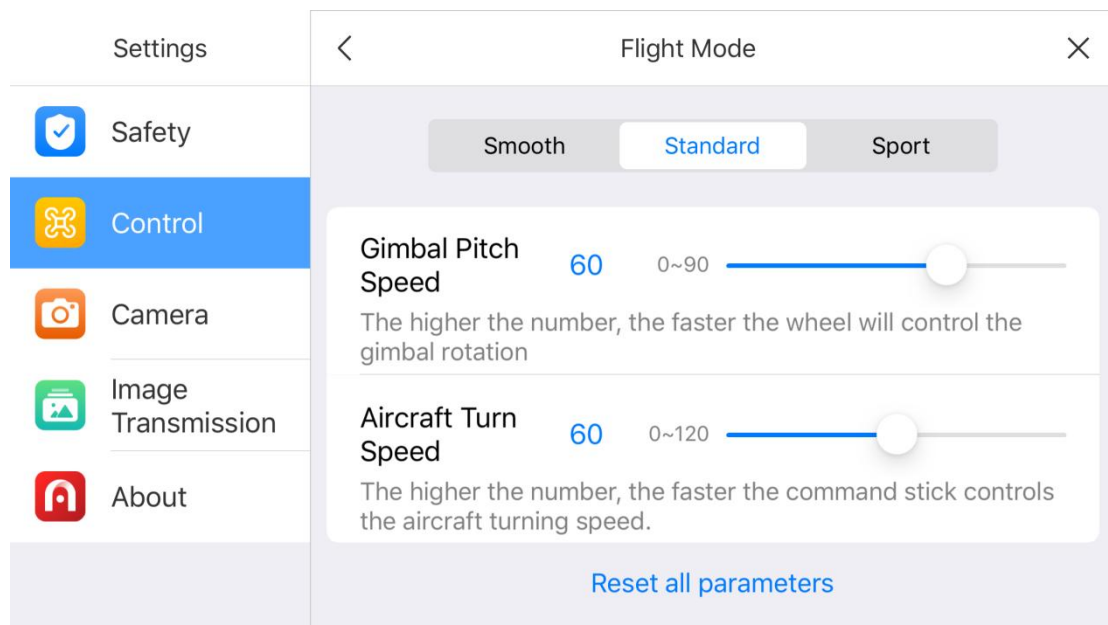 Settings
Safety
Control
Camera
Image
Transmission
About
Flight Mode
Smooth
Standard
Sport
Gimbal Pitch
Speed
60
0~90
The higher the number, the faster the wheel will control the
gimbal rotation
Aircraft Turn
Speed
60
0~120
The higher the number, the faster the command stick controls
the aircraft turning speed.
Reset all parameters